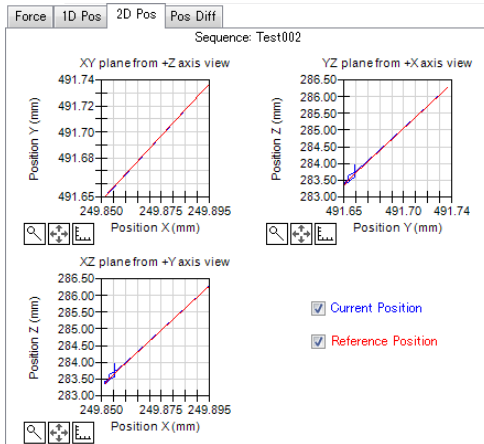 Force 1D Pos 2D Pos Pos Diff
Sequence: Test002
XY plane from +Z axis view
Position Y (mm)
491.74
491.70
491.68
491.65
249.850 249.875 249.895
Position X (mm)
YZ plane from +X axis view
Position Z (mm)
286.50
286.00
285.50
285.00
284.50
284.00
283.50
283.00
491.65 491.70 491.74
Position Y (mm)
XZ plane from +Y axis view
Position Z (mm)
286.50
285.50
285.00
284.50
284.00
283.50
283.00
249.850 249.875 249.895
Position X (mm)
Current Position
Reference Position